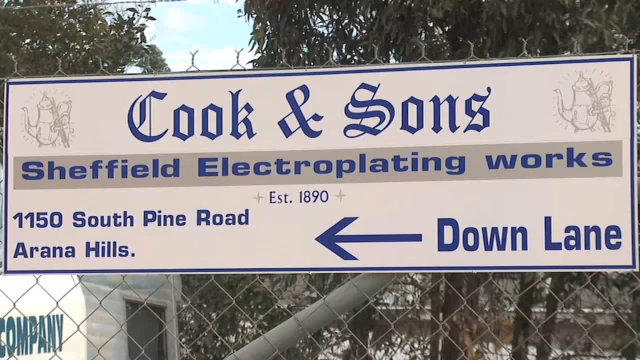 Cook & Sons
Sheffield Electroplating works
Est. 1890
1150 South Pine Road
Arana Hills.
Down Lane
COMPANY